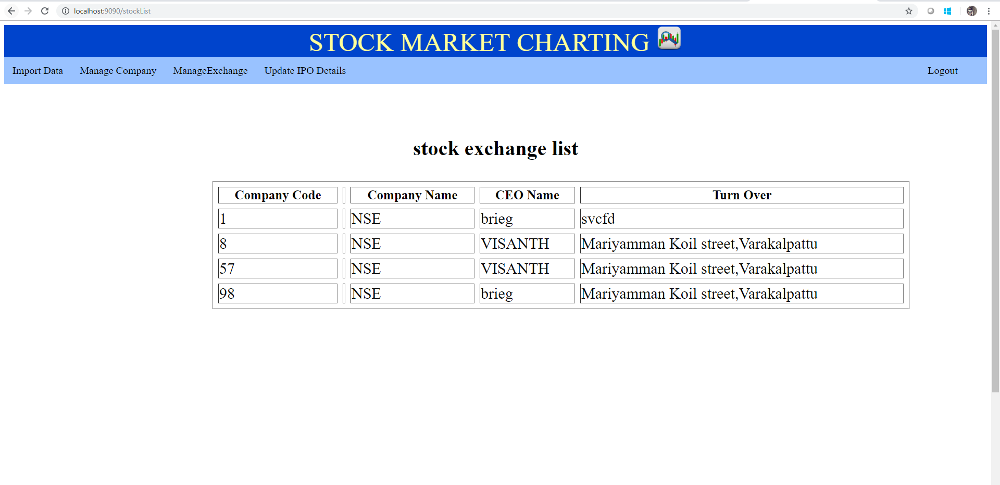 localhost:9090/stockList
STOCK MARKET CHARTING
Import Data Manage Company ManageExchange Update IPO Details Logout
stock exchange list
Company Code Company Name CEO Name Turn Over
1 NSE brieg svcfd
8 NSE VISANTH Mariyamman Koil street,Varakalpattu
57 NSE VISANTH Mariyamman Koil street,Varakalpattu
98 NSE brieg Mariyamman Koil street,Varakalpattu